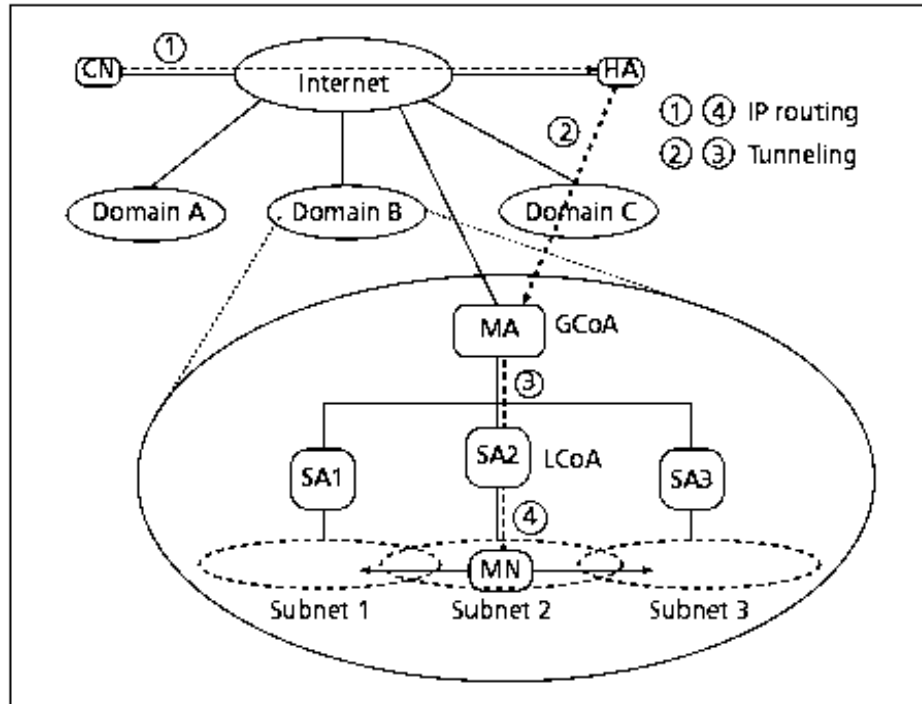 ①
CN
HA
Internet
②
① ④ IP routing
② ③ Tunneling
Domain A
Domain B
Domain C
MA
GCoA
③
SA1
SA2
LCoA
SA3
④
MN
Subnet 1
Subnet 2
Subnet 3